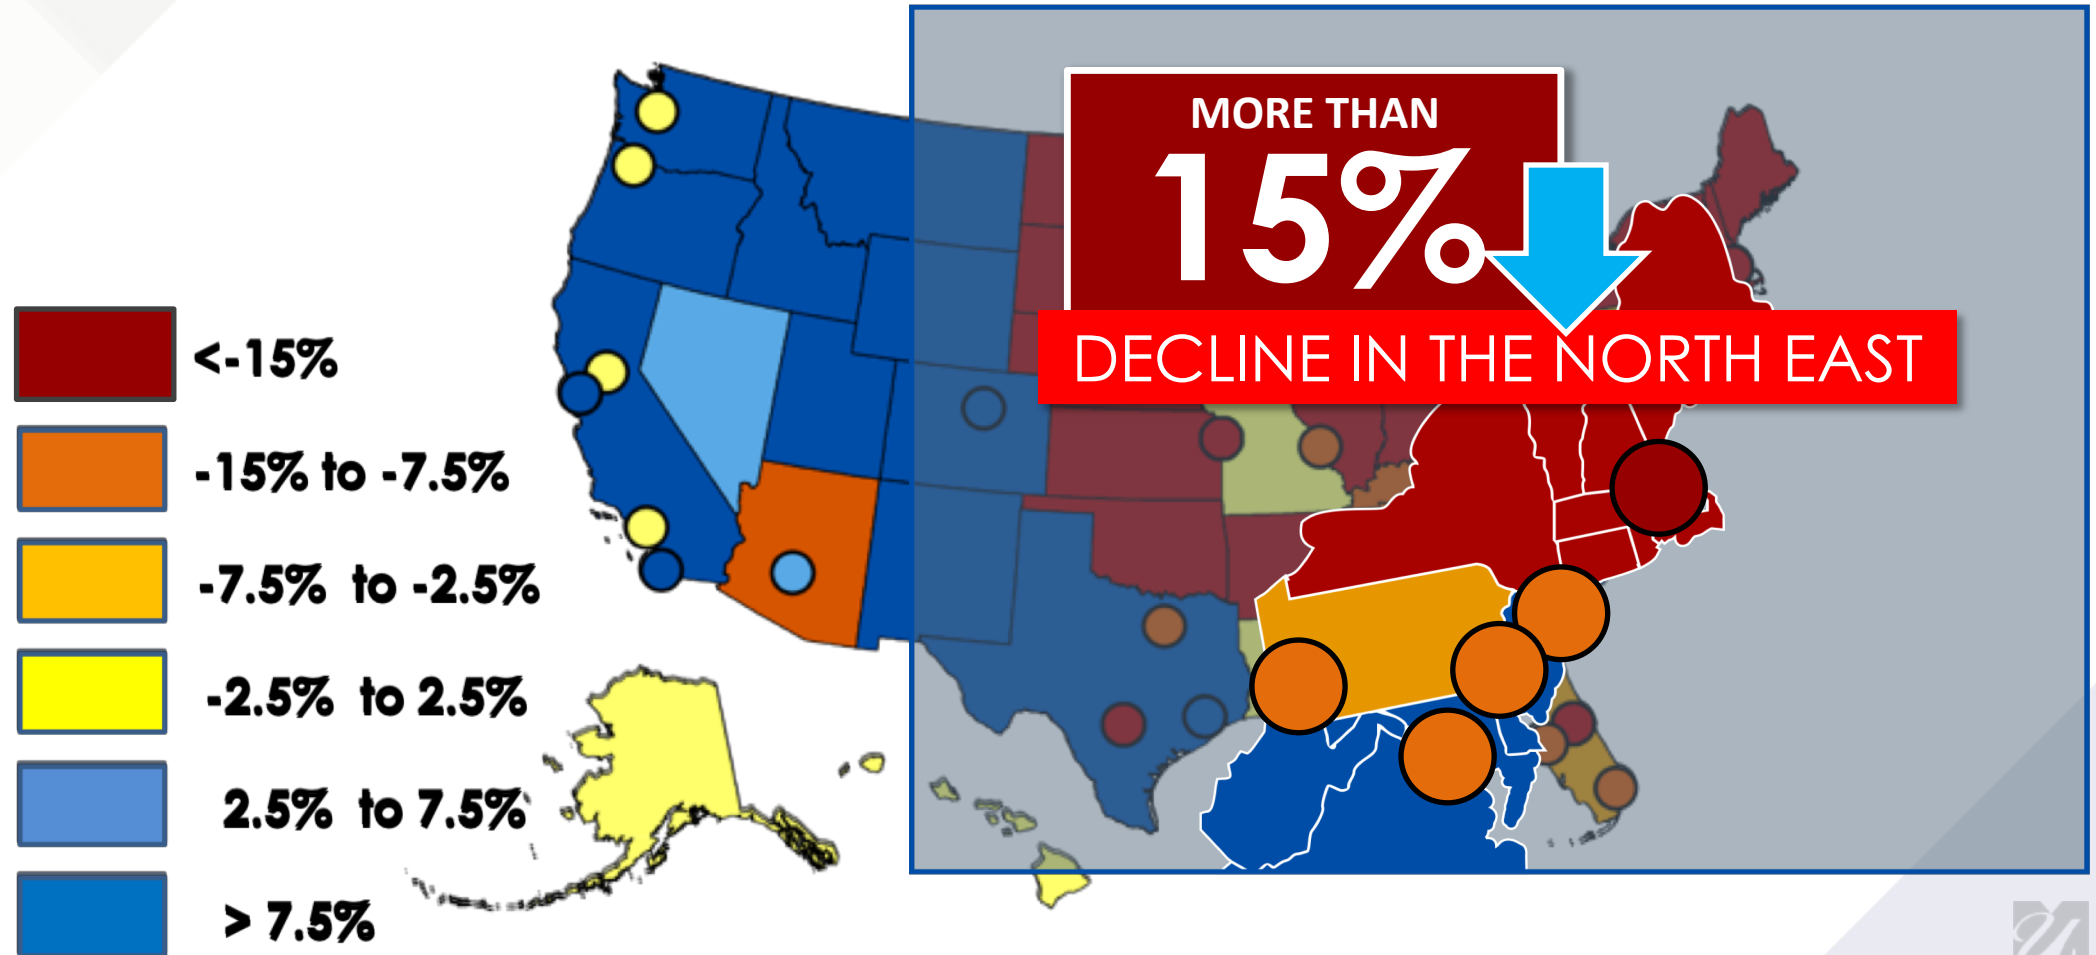 MORE THAN
15%
DECLINE IN THE NORTH EAST
<-15%
-15% to -7.5%
-7.5% to -2.5%
-2.5% to 2.5%
2.5% to 7.5%
> 7.5%